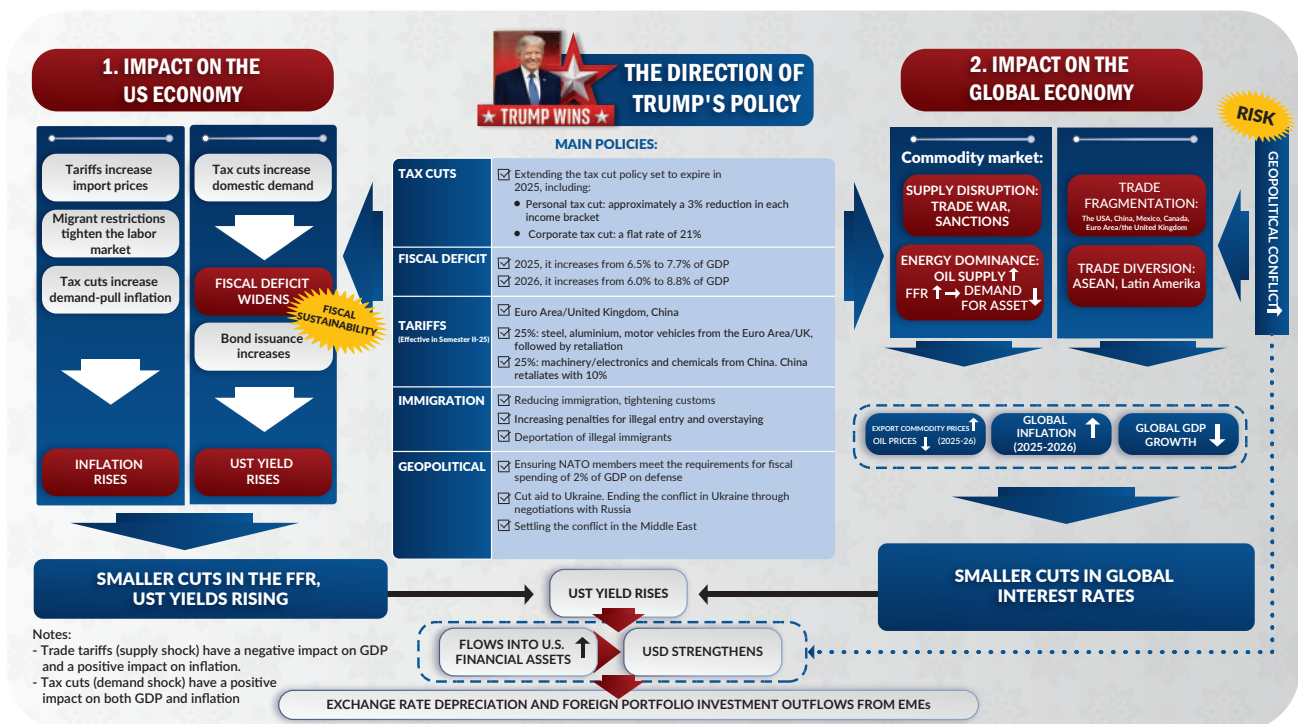 1. IMPACT ON THE
US ECONOMY
Tariffs increase
import prices
Migrant restrictions
tighten the labor
market
Tax cuts increase
demand-pull inflation
INFLATION
RISES
Tax cuts increase
domestic demand
FISCAL DEFICIT
WIDENS
FISCAL
SUSTAINABILITY
Bond issuance
increases
UST YIELD
RISES
SMALLER CUTS IN THE FFR,
UST YIELDS RISING
Notes:
- Trade tariffs (supply shock) have a negative impact on GDP
and a positive impact on inflation.
- Tax cuts (demand shock) have a positive
impact on both GDP and inflation
★ TRUMP WINS ★
THE DIRECTION OF
TRUMP'S POLICY
MAIN POLICIES:
TAX CUTS
Extending the tax cut policy set to expire in
2025, including:
• Personal tax cut: approximately a 3% reduction in each
income bracket
• Corporate tax cut: a flat rate of 21%
FISCAL DEFICIT
2025, it increases from 6.5% to 7.7% of GDP
2026, it increases from 6.0% to 8.8% of GDP
TARIFFS
(Effective in Semester II-25)
Euro Area/United Kingdom, China
25%: steel, aluminium, motor vehicles from the Euro Area/UK,
followed by retaliation
25%: machinery/electronics and chemicals from China. China
retaliates with 10%
IMMIGRATION
Reducing immigration, tightening customs
Increasing penalties for illegal entry and overstaying
Deportation of illegal immigrants
GEOPOLITICAL
Ensuring NATO members meet the requirements for fiscal
spending of 2% of GDP on defense
Cut aid to Ukraine. Ending the conflict in Ukraine through
negotiations with Russia
Settling the conflict in the Middle East
2. IMPACT ON THE
GLOBAL ECONOMY
RISK
GEOPOLITICAL CONFLICT↑
Commodity market:
SUPPLY DISRUPTION:
TRADE WAR,
SANCTIONS
ENERGY DOMINANCE:
OIL SUPPLY ↑
FFR ↑ → DEMAND
FOR ASSET ↓
TRADE
FRAGMENTATION:
The USA, China, Mexico, Canada,
Euro Area/the United Kingdom
TRADE DIVERSION:
ASEAN, Latin Amerika
EXPORT COMMODITY PRICES ↑
OIL PRICES ↓ (2025-26)
GLOBAL
INFLATION ↑
(2025-2026)
GLOBAL GDP
GROWTH ↓
SMALLER CUTS IN GLOBAL
INTEREST RATES
UST YIELD RISES
FLOWS INTO U.S.
FINANCIAL ASSETS ↑
USD STRENGTHENS
EXCHANGE RATE DEPRECIATION AND FOREIGN PORTFOLIO INVESTMENT OUTFLOWS FROM EMEs